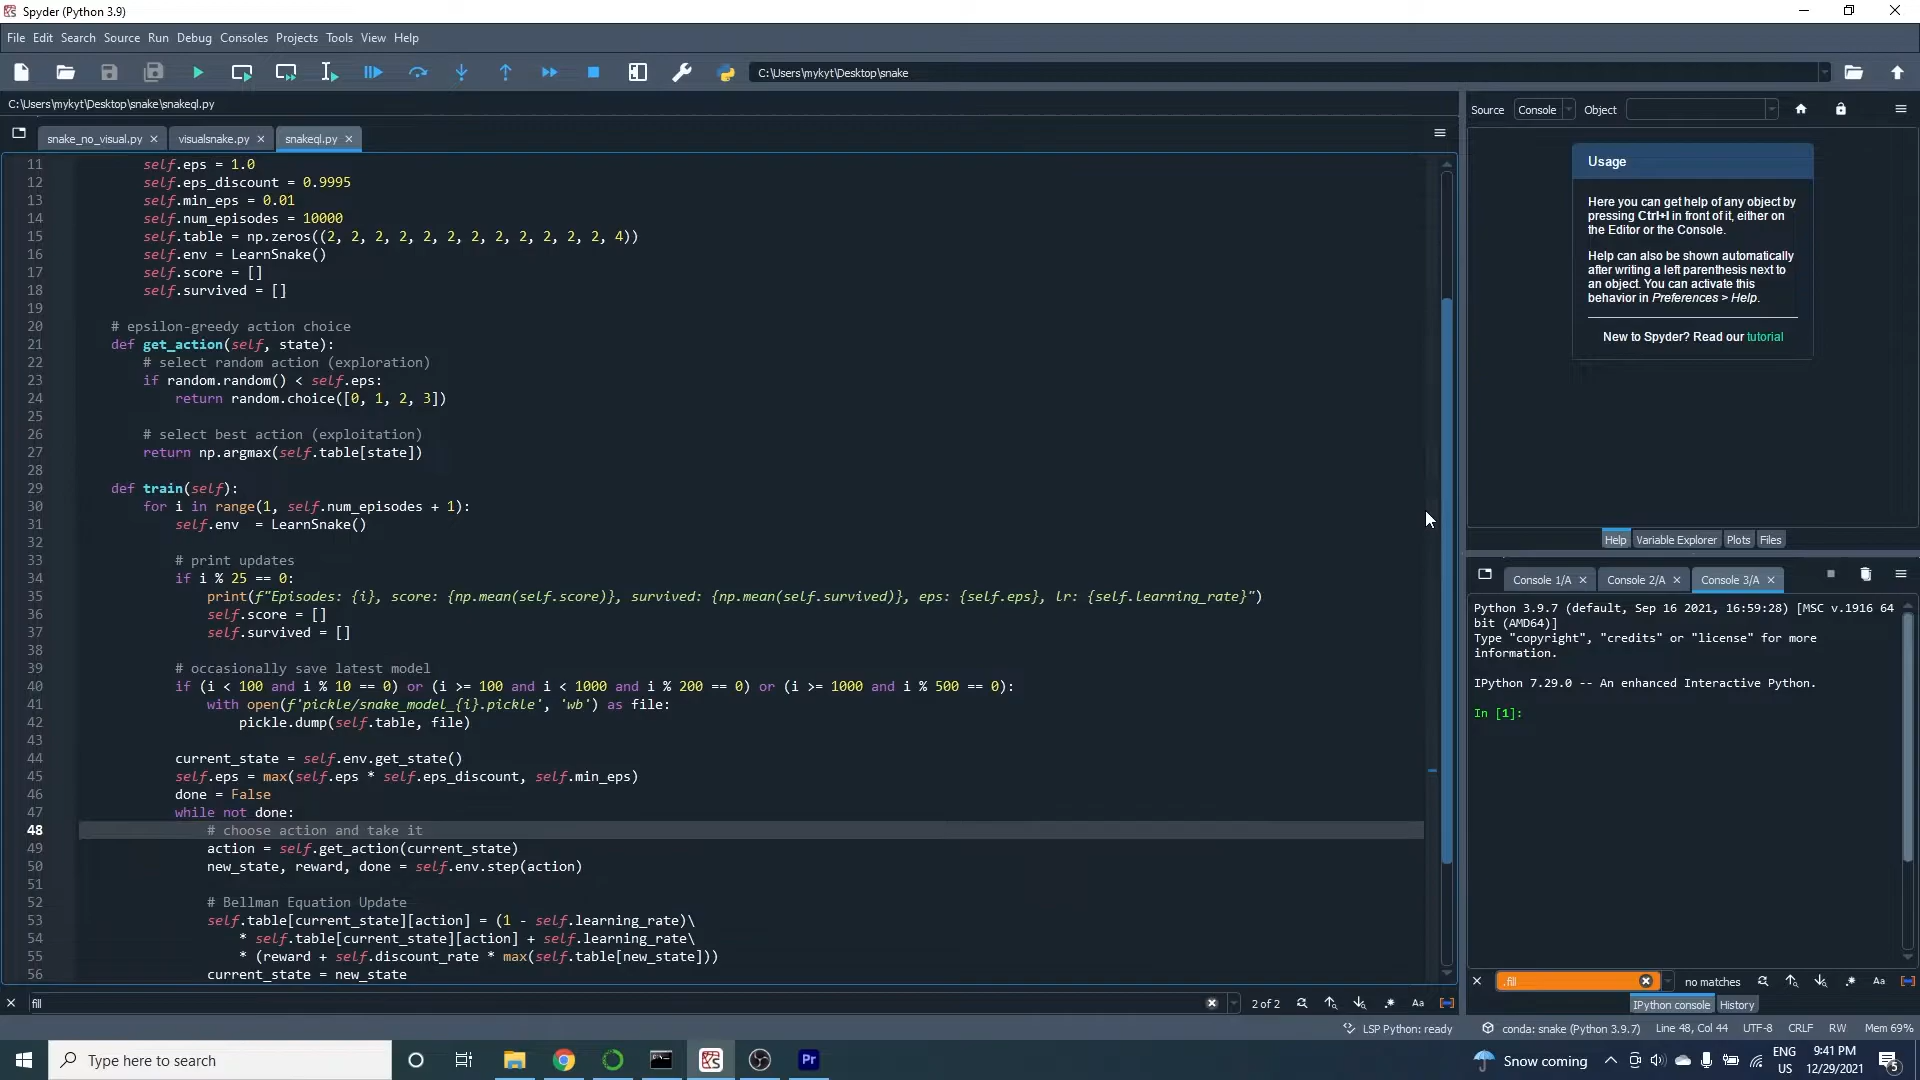 Spyder (Python 3.9)
File Edit Search Source Run Debug Consoles Projects Tools View Help
C:\Users\mykyt\Desktop\snake
C:\Users\mykyt\Desktop\snake\snakeql.py
snake_no_visual.py visualsnake.py snakeql.py
11 self.eps = 1.0
12 self.eps_discount = 0.9995
13 self.min_eps = 0.01
14 self.num_episodes = 10000
15 self.table = np.zeros((2, 2, 2, 2, 2, 2, 2, 2, 2, 2, 2, 2, 4))
16 self.env = LearnSnake()
17 self.score = []
18 self.survived = []
19
20 # epsilon-greedy action choice
21 def get_action(self, state):
22 # select random action (exploration)
23 if random.random() < self.eps:
24 return random.choice([0, 1, 2, 3])
25
26 # select best action (exploitation)
27 return np.argmax(self.table[state])
28
29 def train(self):
30 for i in range(1, self.num_episodes + 1):
31 self.env  = LearnSnake()
32
33 # print updates
34 if i % 25 == 0:
35 print(f"Episodes: {i}, score: {np.mean(self.score)}, survived: {np.mean(self.survived)}, eps: {self.eps}, lr: {self.learning_rate}")
36 self.score = []
37 self.survived = []
38
39 # occasionally save latest model
40 if (i < 100 and i % 10 == 0) or (i >= 100 and i < 1000 and i % 200 == 0) or (i >= 1000 and i % 500 == 0):
41 with open(f'pickle/snake_model_{i}.pickle', 'wb') as file:
42 pickle.dump(self.table, file)
43
44 current_state = self.env.get_state()
45 self.eps = max(self.eps * self.eps_discount, self.min_eps)
46 done = False
47 while not done:
48 # choose action and take it
49 action = self.get_action(current_state)
50 new_state, reward, done = self.env.step(action)
51
52 # Bellman Equation Update
53 self.table[current_state][action] = (1 - self.learning_rate)\
54 * self.table[current_state][action] + self.learning_rate\
55 * (reward + self.discount_rate * max(self.table[new_state]))
56 current_state = new_state
fill 2 of 2 Aa
Source Console Object
Usage
Here you can get help of any object by
pressing Ctrl+I in front of it, either on
the Editor or the Console.
Help can also be shown automatically
after writing a left parenthesis next to
an object. You can activate this
behavior in Preferences > Help.
New to Spyder? Read our tutorial
Help Variable Explorer Plots Files
Console 1/A Console 2/A Console 3/A
Python 3.9.7 (default, Sep 16 2021, 16:59:28) [MSC v.1916 64
bit (AMD64)]
Type "copyright", "credits" or "license" for more
information.
IPython 7.29.0 -- An enhanced Interactive Python.
In [1]:
.fill no matches Aa
IPython console History
LSP Python: ready conda: snake (Python 3.9.7) Line 48, Col 44 UTF-8 CRLF RW Mem 69%
Type here to search
Pr
Snow coming
ENG
US
9:41 PM
12/29/2021
5